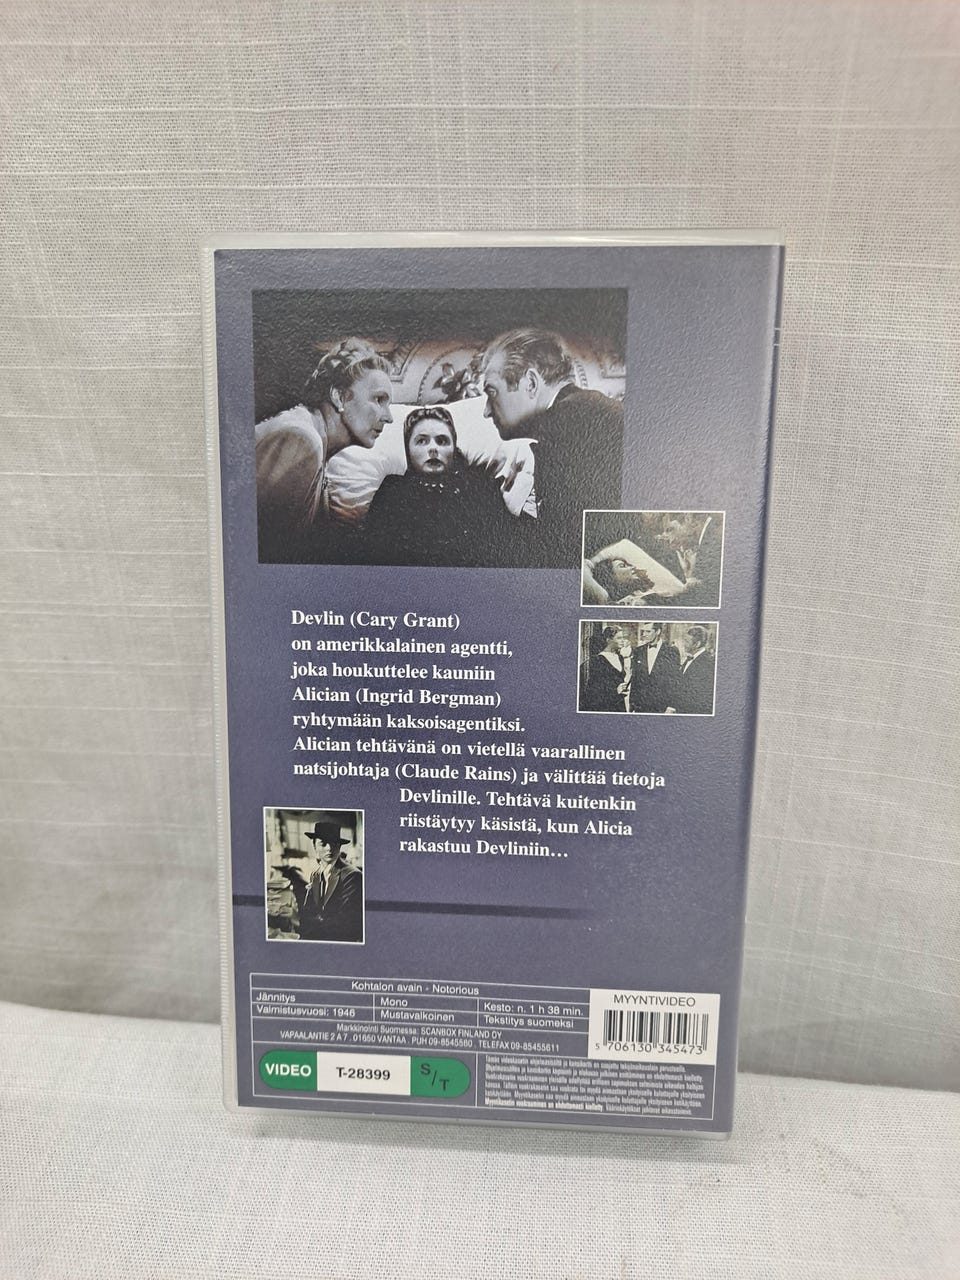 Devlin (Cary Grant)
on amerikkalainen agentti,
joka houkuttelee kauniin
Alician (Ingrid Bergman)
ryhtymään kaksoisagentiksi.
Alician tehtävänä on vietellä vaarallinen
natsijohtaja (Claude Rains) ja välittää tietoja
Devlinille. Tehtävä kuitenkin
riistäytyy käsistä, kun Alicia
rakastuu Devliniin...
Kohtalon avain - Notorious
Jännitys
Mono
Kesto: n. 1 h 38 min.
Valmistusvuosi: 1946
Mustavalkoinen
Tekstitys suomeksi
Markkinointi Suomessa: SCANBOX FINLAND OY
VAPAALANTIE 2 A 7 . 01650 VANTAA . PUH 09-8545560 . TELEFAX 09-85455611
MYYNTIVIDEO
5 706130 345473
VIDEO
T-28399
S/T